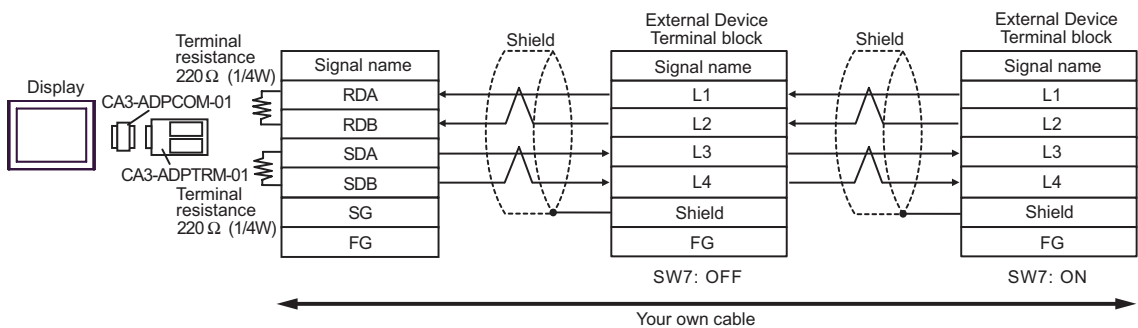 Display
CA3-ADPCOM-01
CA3-ADPTRM-01
Terminal
resistance
220 Ω (1/4W)
Terminal
resistance
220 Ω (1/4W)
Signal name
RDA
RDB
SDA
SDB
SG
FG
Shield
External Device
Terminal block
Signal name
L1
L2
L3
L4
Shield
FG
SW7: OFF
Shield
External Device
Terminal block
Signal name
L1
L2
L3
L4
Shield
FG
SW7: ON
Your own cable